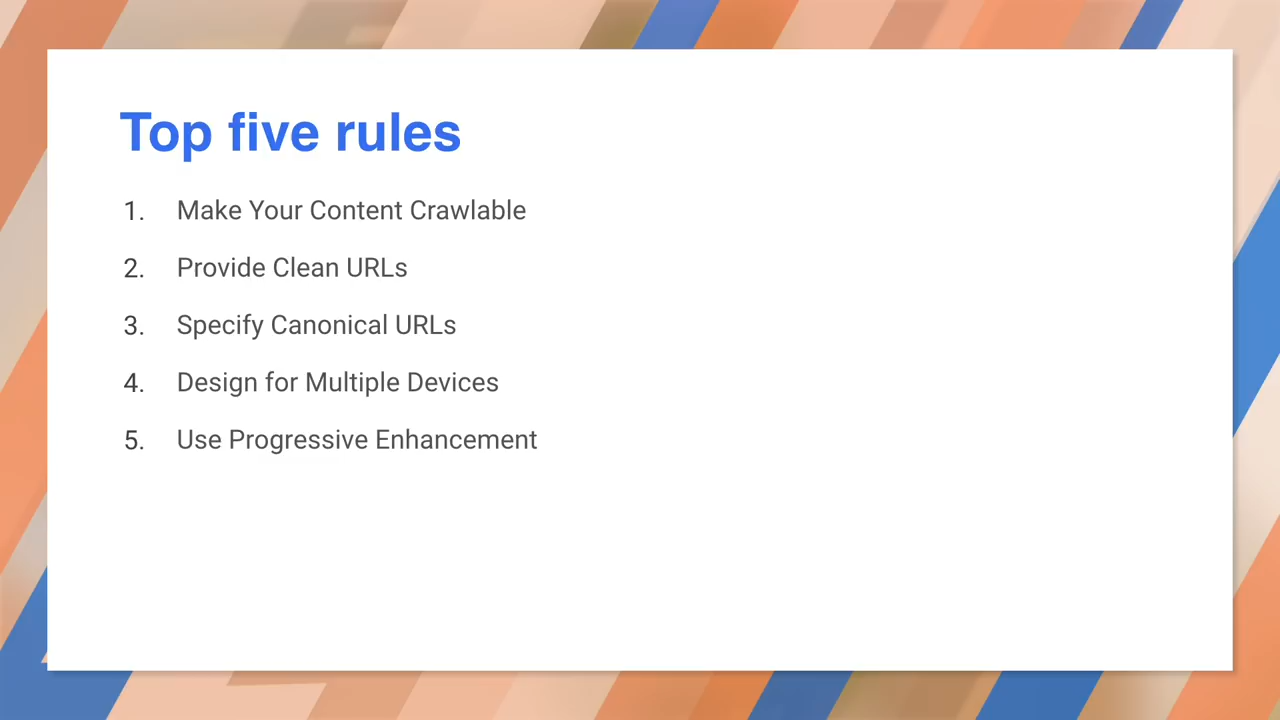 Top five rules
1. Make Your Content Crawlable
2. Provide Clean URLs
3. Specify Canonical URLs
4. Design for Multiple Devices
5. Use Progressive Enhancement